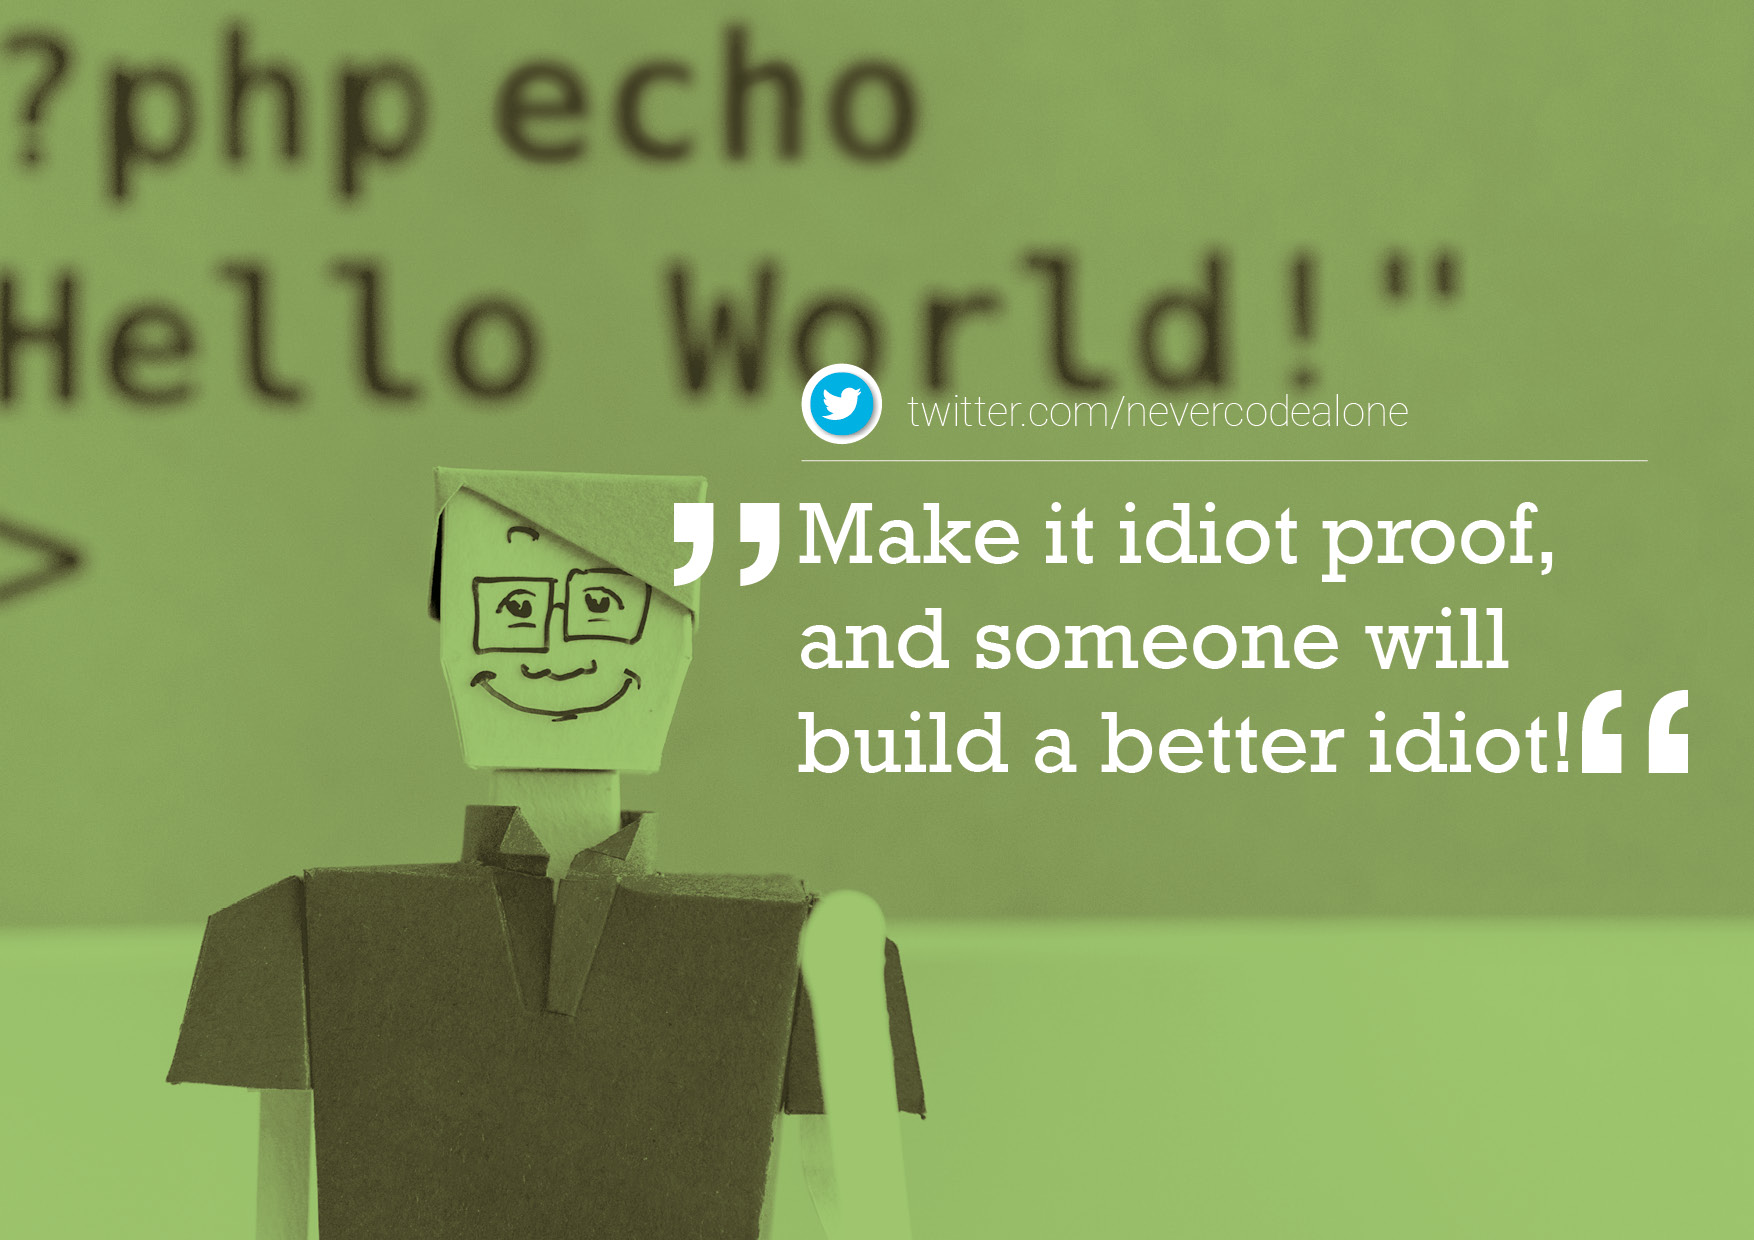 ?php echo
Hello World!"
>
twitter.com/nevercodealone
❜❜Make it idiot proof,
and someone will
build a better idiot!❛❛